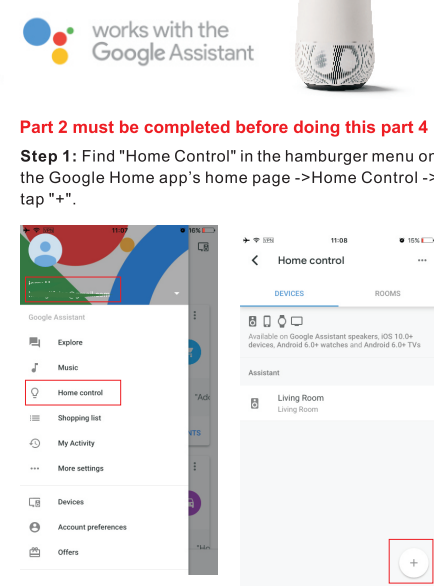 works with the
Google Assistant
Part 2 must be completed before doing this part 4
Step 1: Find "Home Control" in the hamburger menu on
the Google Home app's home page ->Home Control ->
tap "+".
11:07
16%
Google Assistant
Explore
Music
Home control
Shopping list
My Activity
More settings
Devices
Account preferences
Offers
VPN
11:08
15%
Home control
DEVICES
ROOMS
Available on Google Assistant speakers, iOS 10.0+
devices, Android 6.0+ watches and Android 6.0+ TVs
Assistant
Living Room
Living Room
+